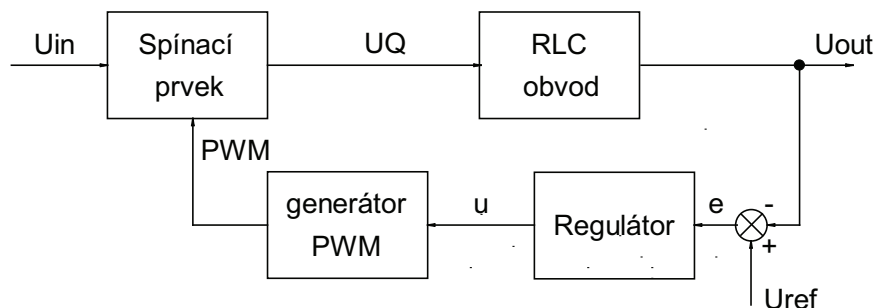 Uin
Spínací
prvek
UQ
RLC
obvod
Uout
PWM
generátor
PWM
u
Regulátor
e
-
+
Uref